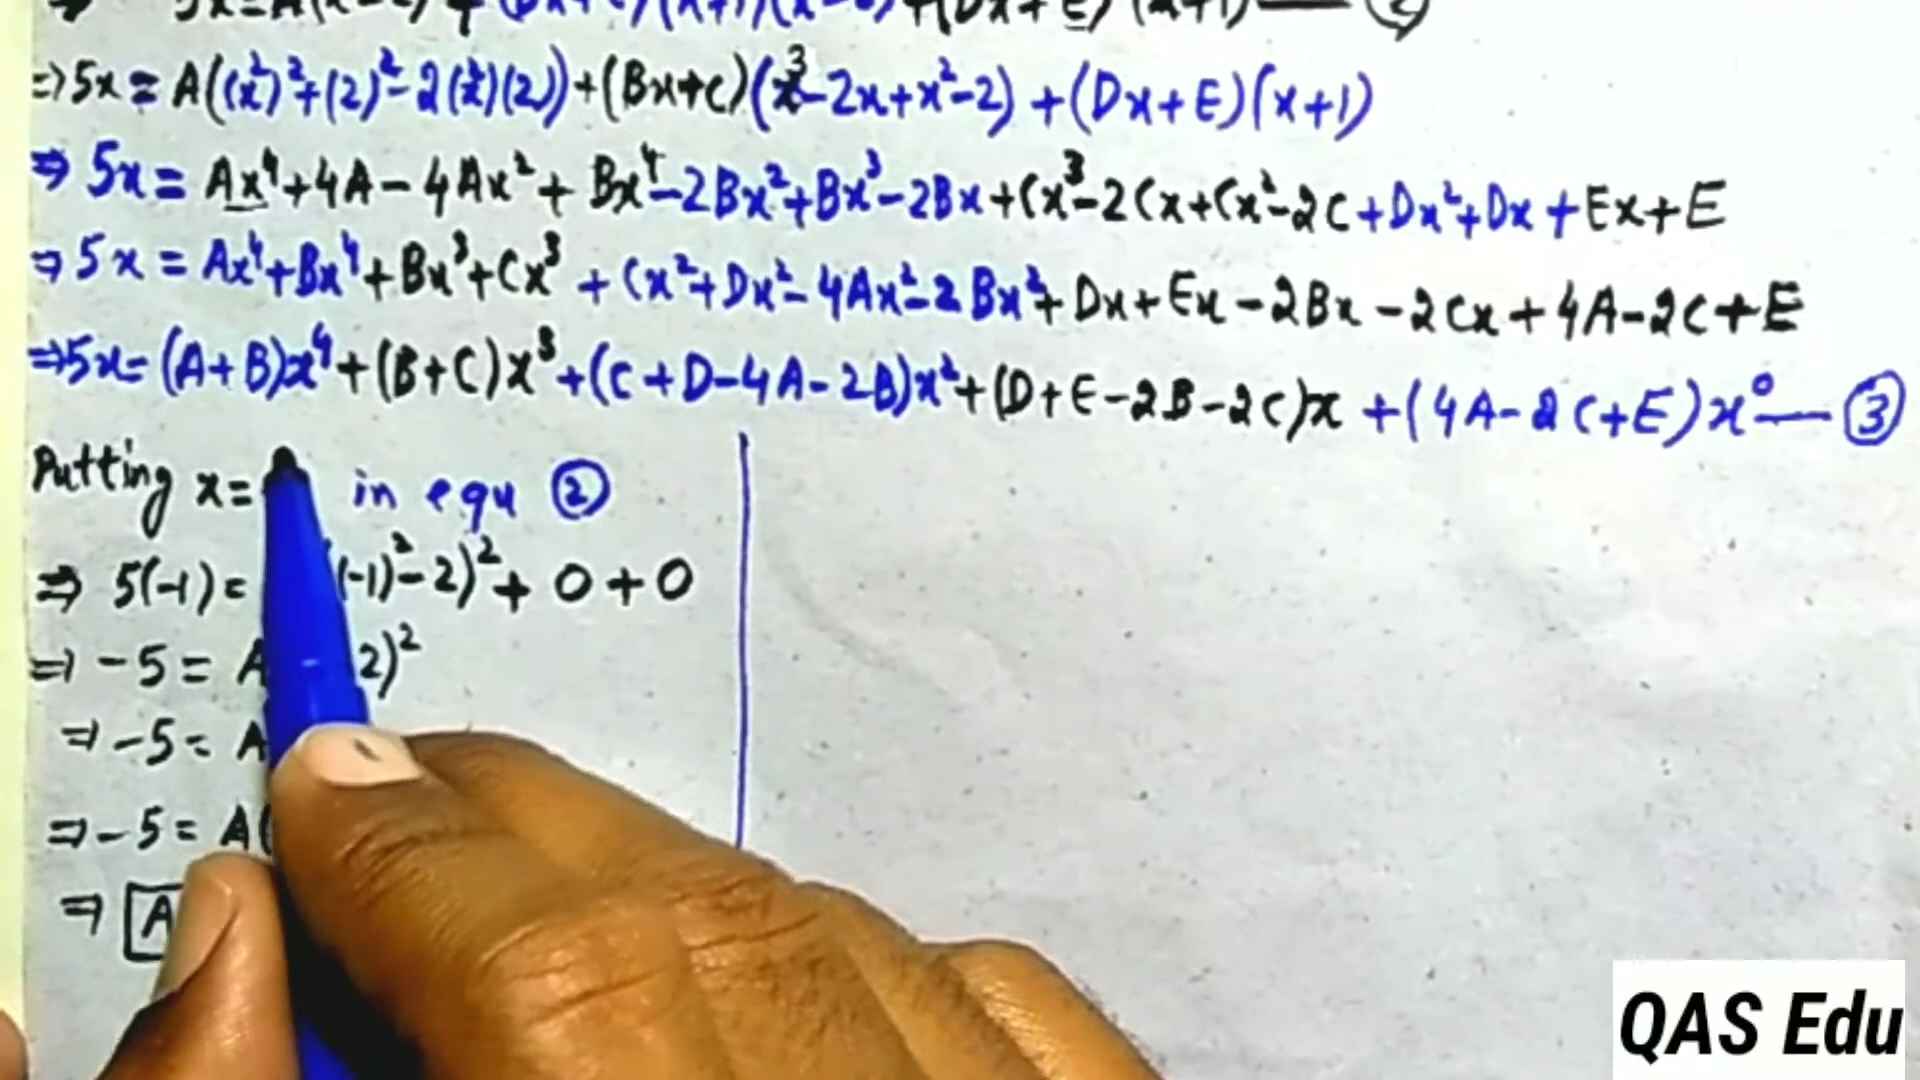 ⇒5x = A((x²)²+(2)²-2(x²)(2))+(Bx+C)(x³-2x+x²-2)+(Dx+E)(x+1)
⇒ 5x = Ax⁴+4A-4Ax²+Bx⁴-2Bx²+Bx³-2Bx+Cx³-2Cx+Cx²-2C+Dx²+Dx+Ex+E
⇒ 5x = Ax⁴+Bx⁴+Bx³+Cx³+Cx²+Dx²-4Ax²-2Bx²+Dx+Ex-2Bx-2Cx+4A-2C+E
⇒5x=(A+B)x⁴+(B+C)x³+(C+D-4A-2B)x²+(D+E-2B-2C)x+(4A-2C+E)x⁰—③
Putting x= in equ ②
⇒ 5(-1)= (-1)²-2)²+0+0
⇒ -5 = A 2)²
⇒ -5 = A
⇒ -5 = A(
⇒ A
QAS Edu